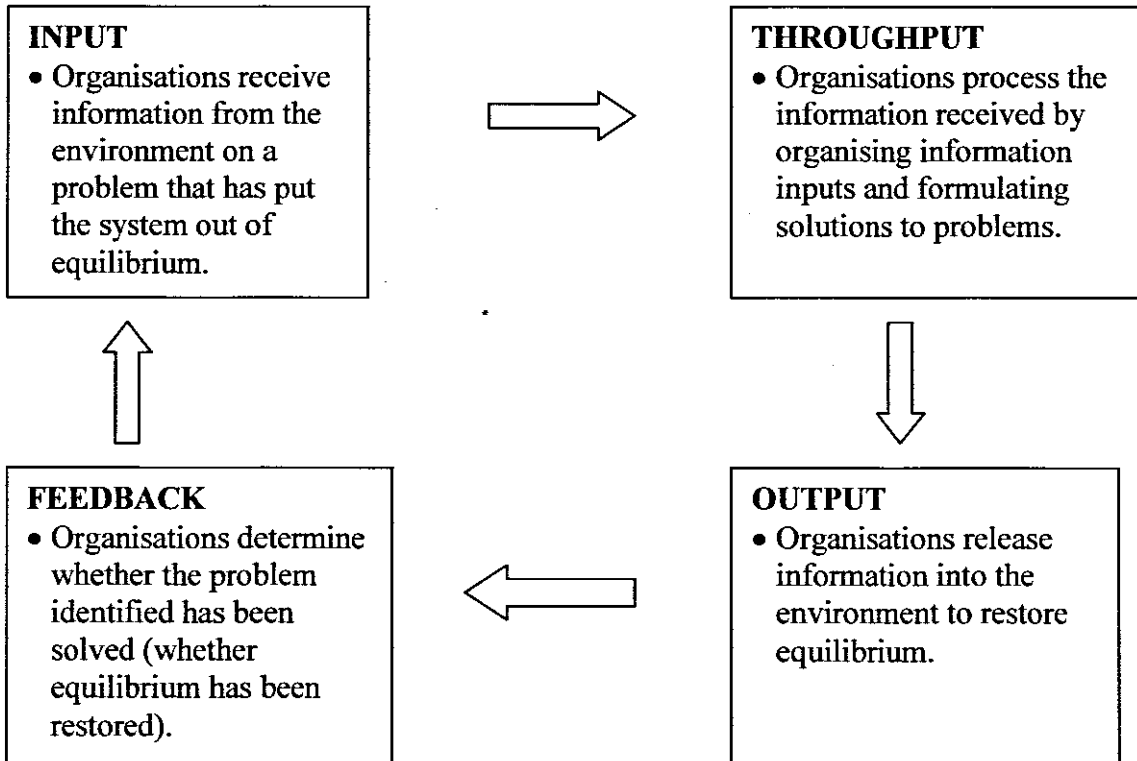 INPUT
• Organisations receive
information from the
environment on a
problem that has put
the system out of
equilibrium.
THROUGHPUT
• Organisations process the
information received by
organising information
inputs and formulating
solutions to problems.
FEEDBACK
• Organisations determine
whether the problem
identified has been
solved (whether
equilibrium has been
restored).
OUTPUT
• Organisations release
information into the
environment to restore
equilibrium.